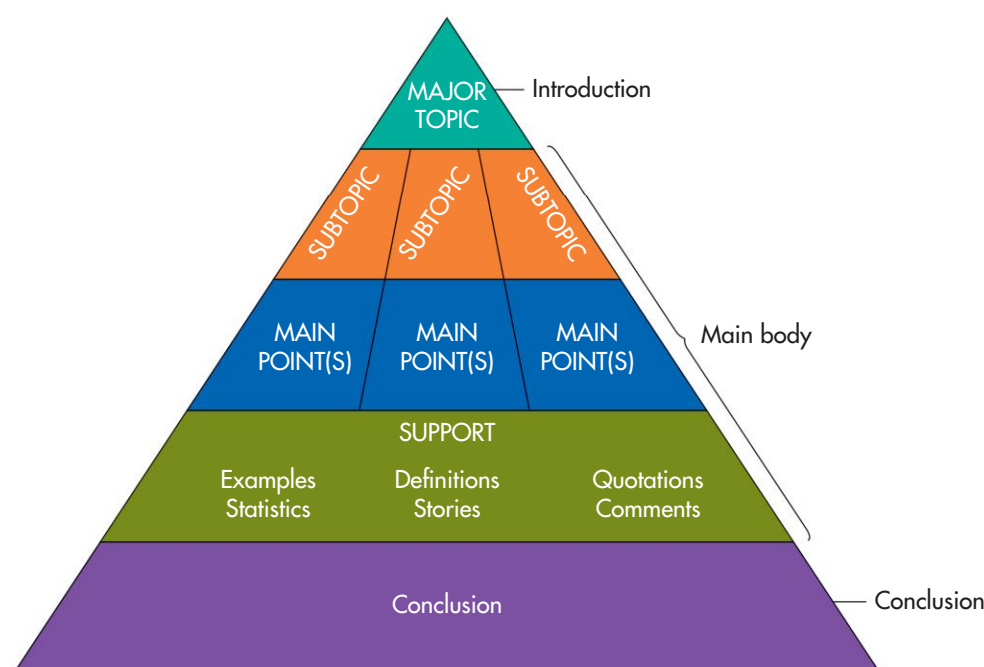 MAJOR
TOPIC
Introduction
SUBTOPIC
SUBTOPIC
SUBTOPIC
MAIN
POINT(S)
MAIN
POINT(S)
MAIN
POINT(S)
Main body
SUPPORT
Examples
Statistics
Definitions
Stories
Quotations
Comments
Conclusion
Conclusion